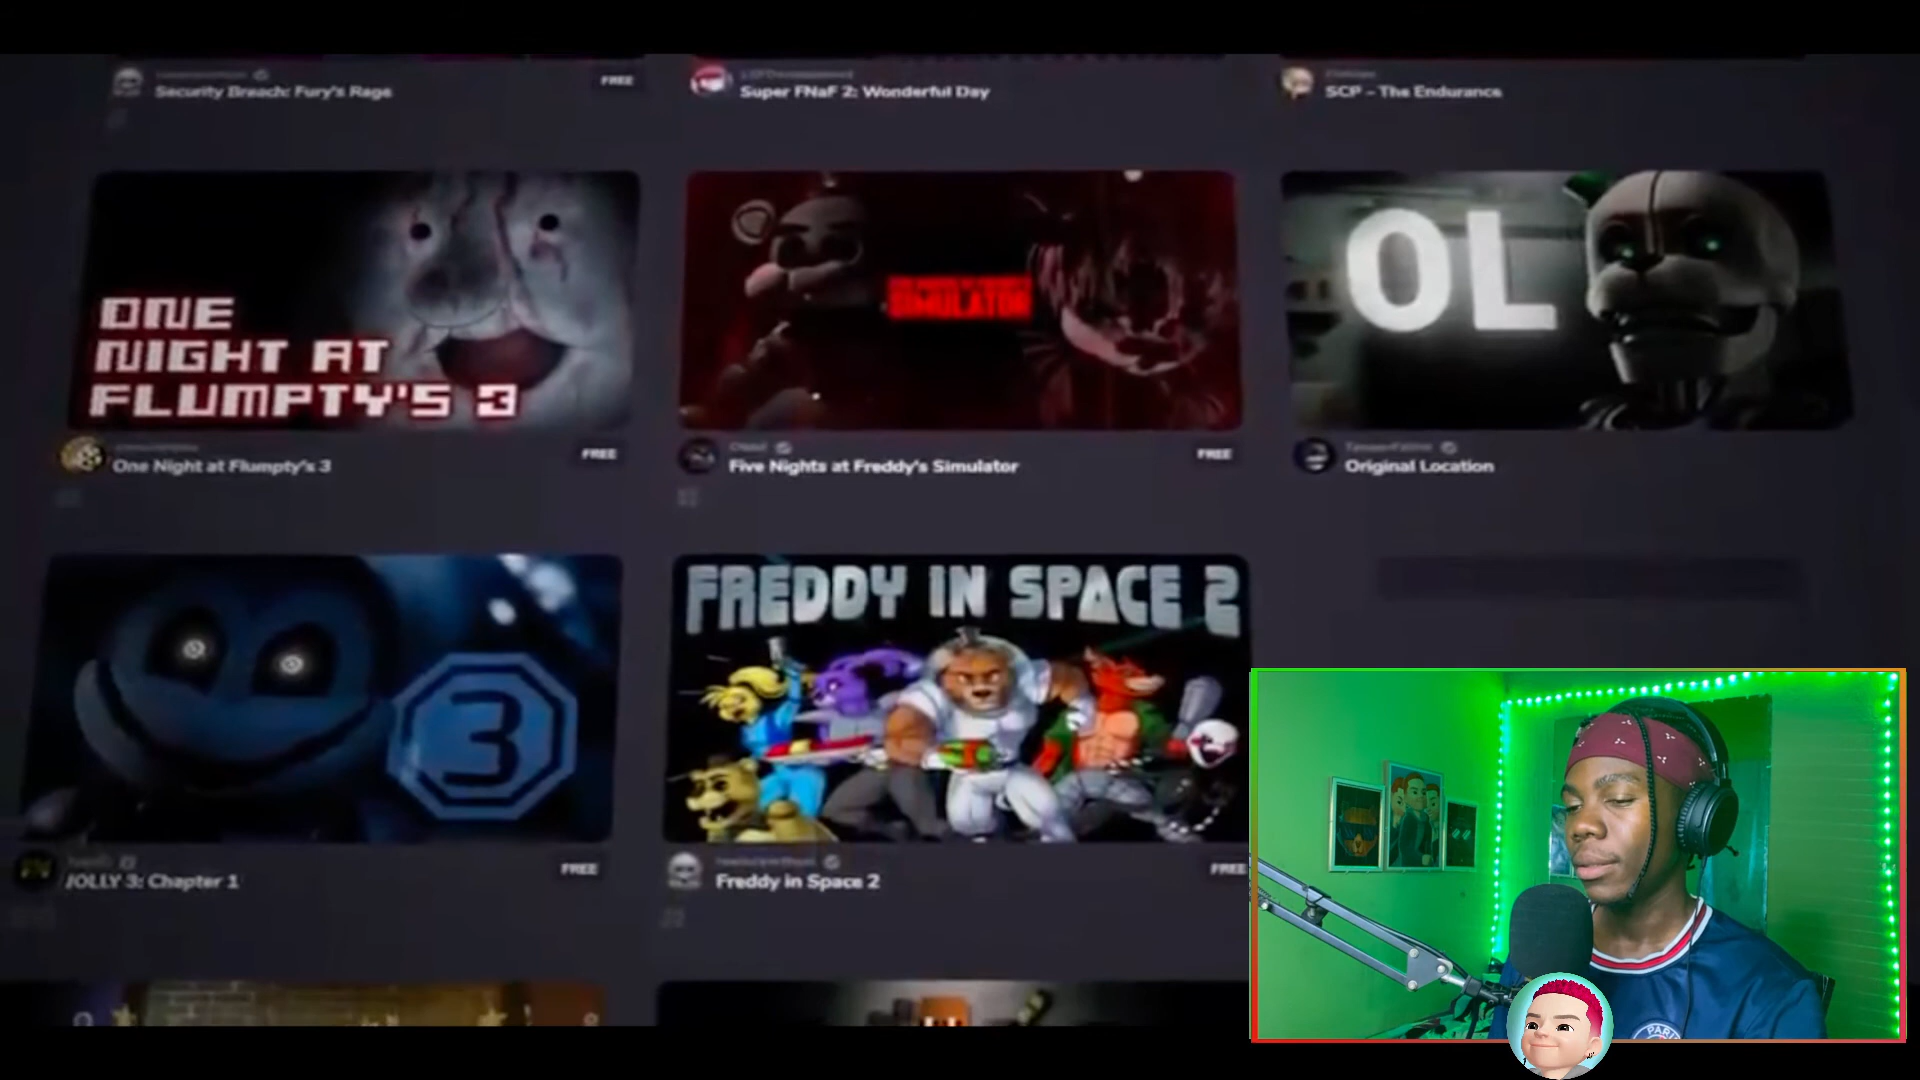 FREE
Security Breach: Fury's Rage
Super FNaF 2: Wonderful Day
SCP - The Endurance
ONE
NIGHT AT
FLUMPTY'S 3
SIMULATOR
OL
One Night at Flumpty's 3
FREE
Five Nights at Freddy's Simulator
FREE
Original Location
3
FREDDY IN SPACE 2
JOLLY 3: Chapter 1
FREE
Freddy in Space 2
FREE
PARI